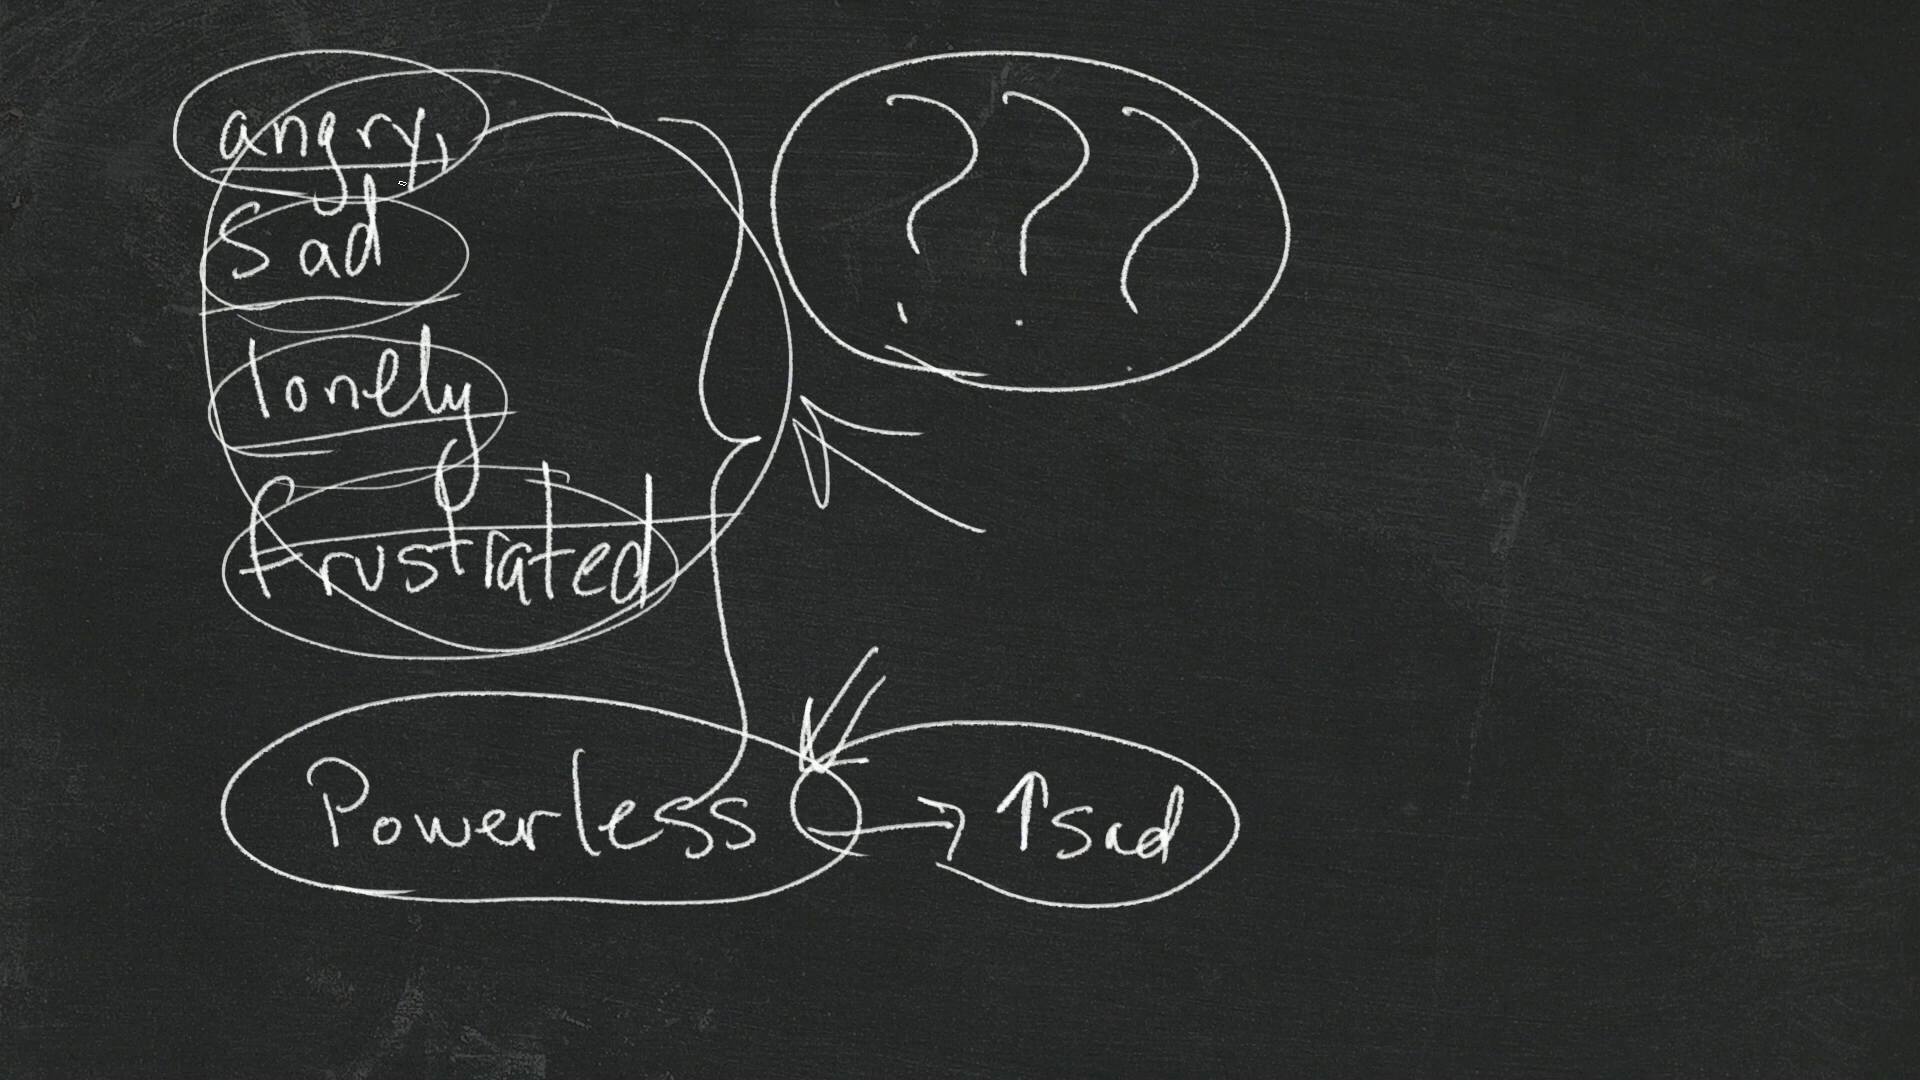 angry,
sad
lonely
frustrated
???
Powerless → ↑sad